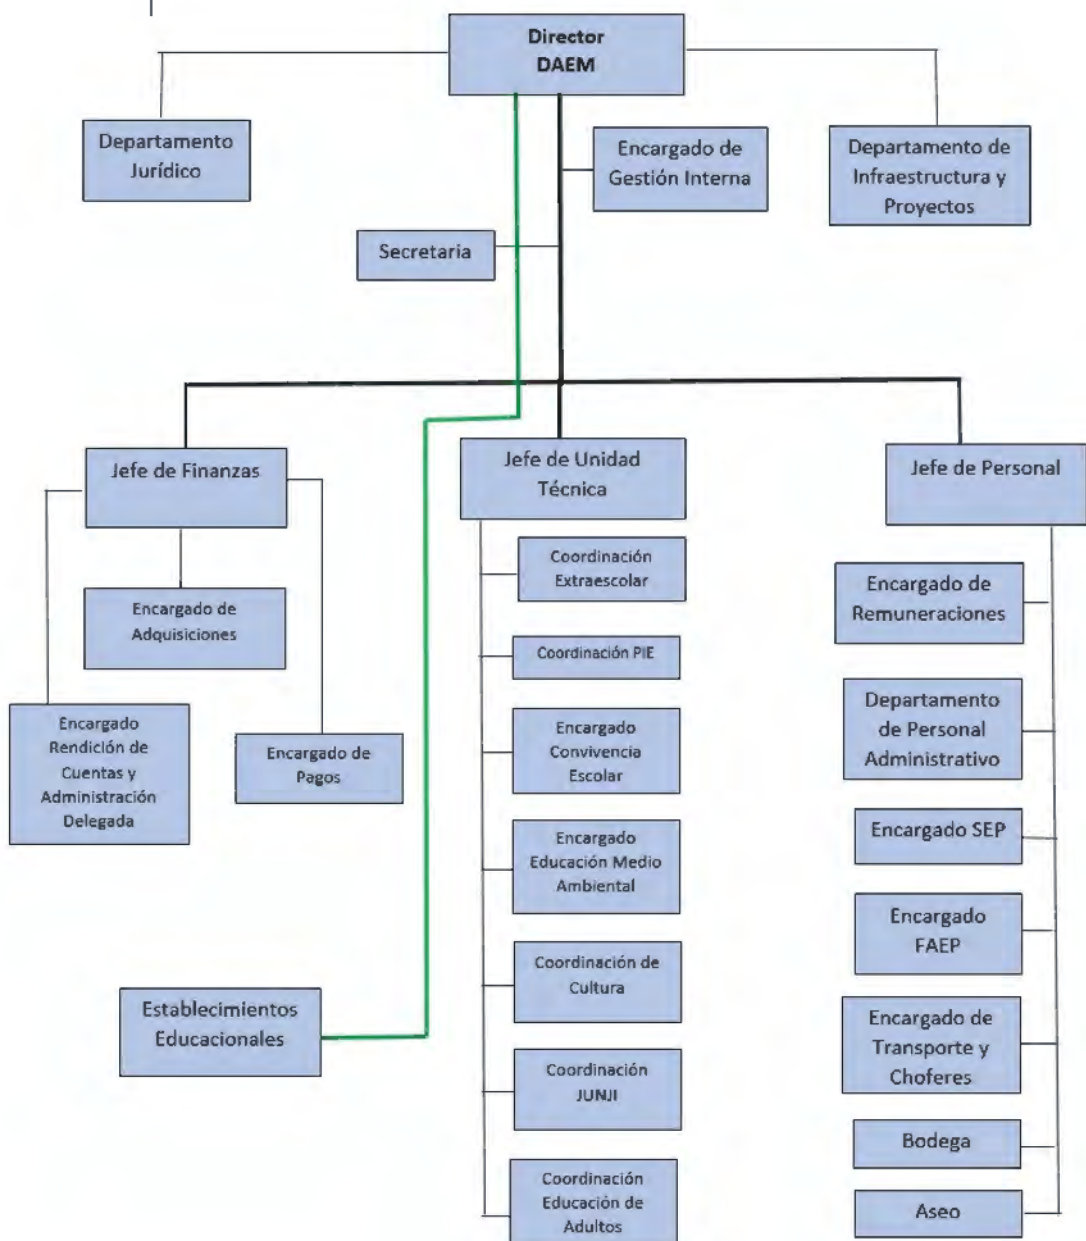 Director
DAEM
Departamento
Jurídico
Encargado de
Gestión Interna
Departamento de
Infraestructura y
Proyectos
Secretaria
Jefe de Finanzas
Jefe de Unidad
Técnica
Jefe de Personal
Encargado de
Adquisiciones
Encargado
Rendición de
Cuentas y
Administración
Delegada
Encargado de
Pagos
Coordinación
Extraescolar
Coordinación PIE
Encargado
Convivencia
Escolar
Encargado
Educación Medio
Ambiental
Coordinación de
Cultura
Coordinación
JUNJI
Coordinación
Educación de
Adultos
Encargado de
Remuneraciones
Departamento
de Personal
Administrativo
Encargado SEP
Encargado
FAEP
Encargado de
Transporte y
Choferes
Bodega
Aseo
Establecimientos
Educacionales